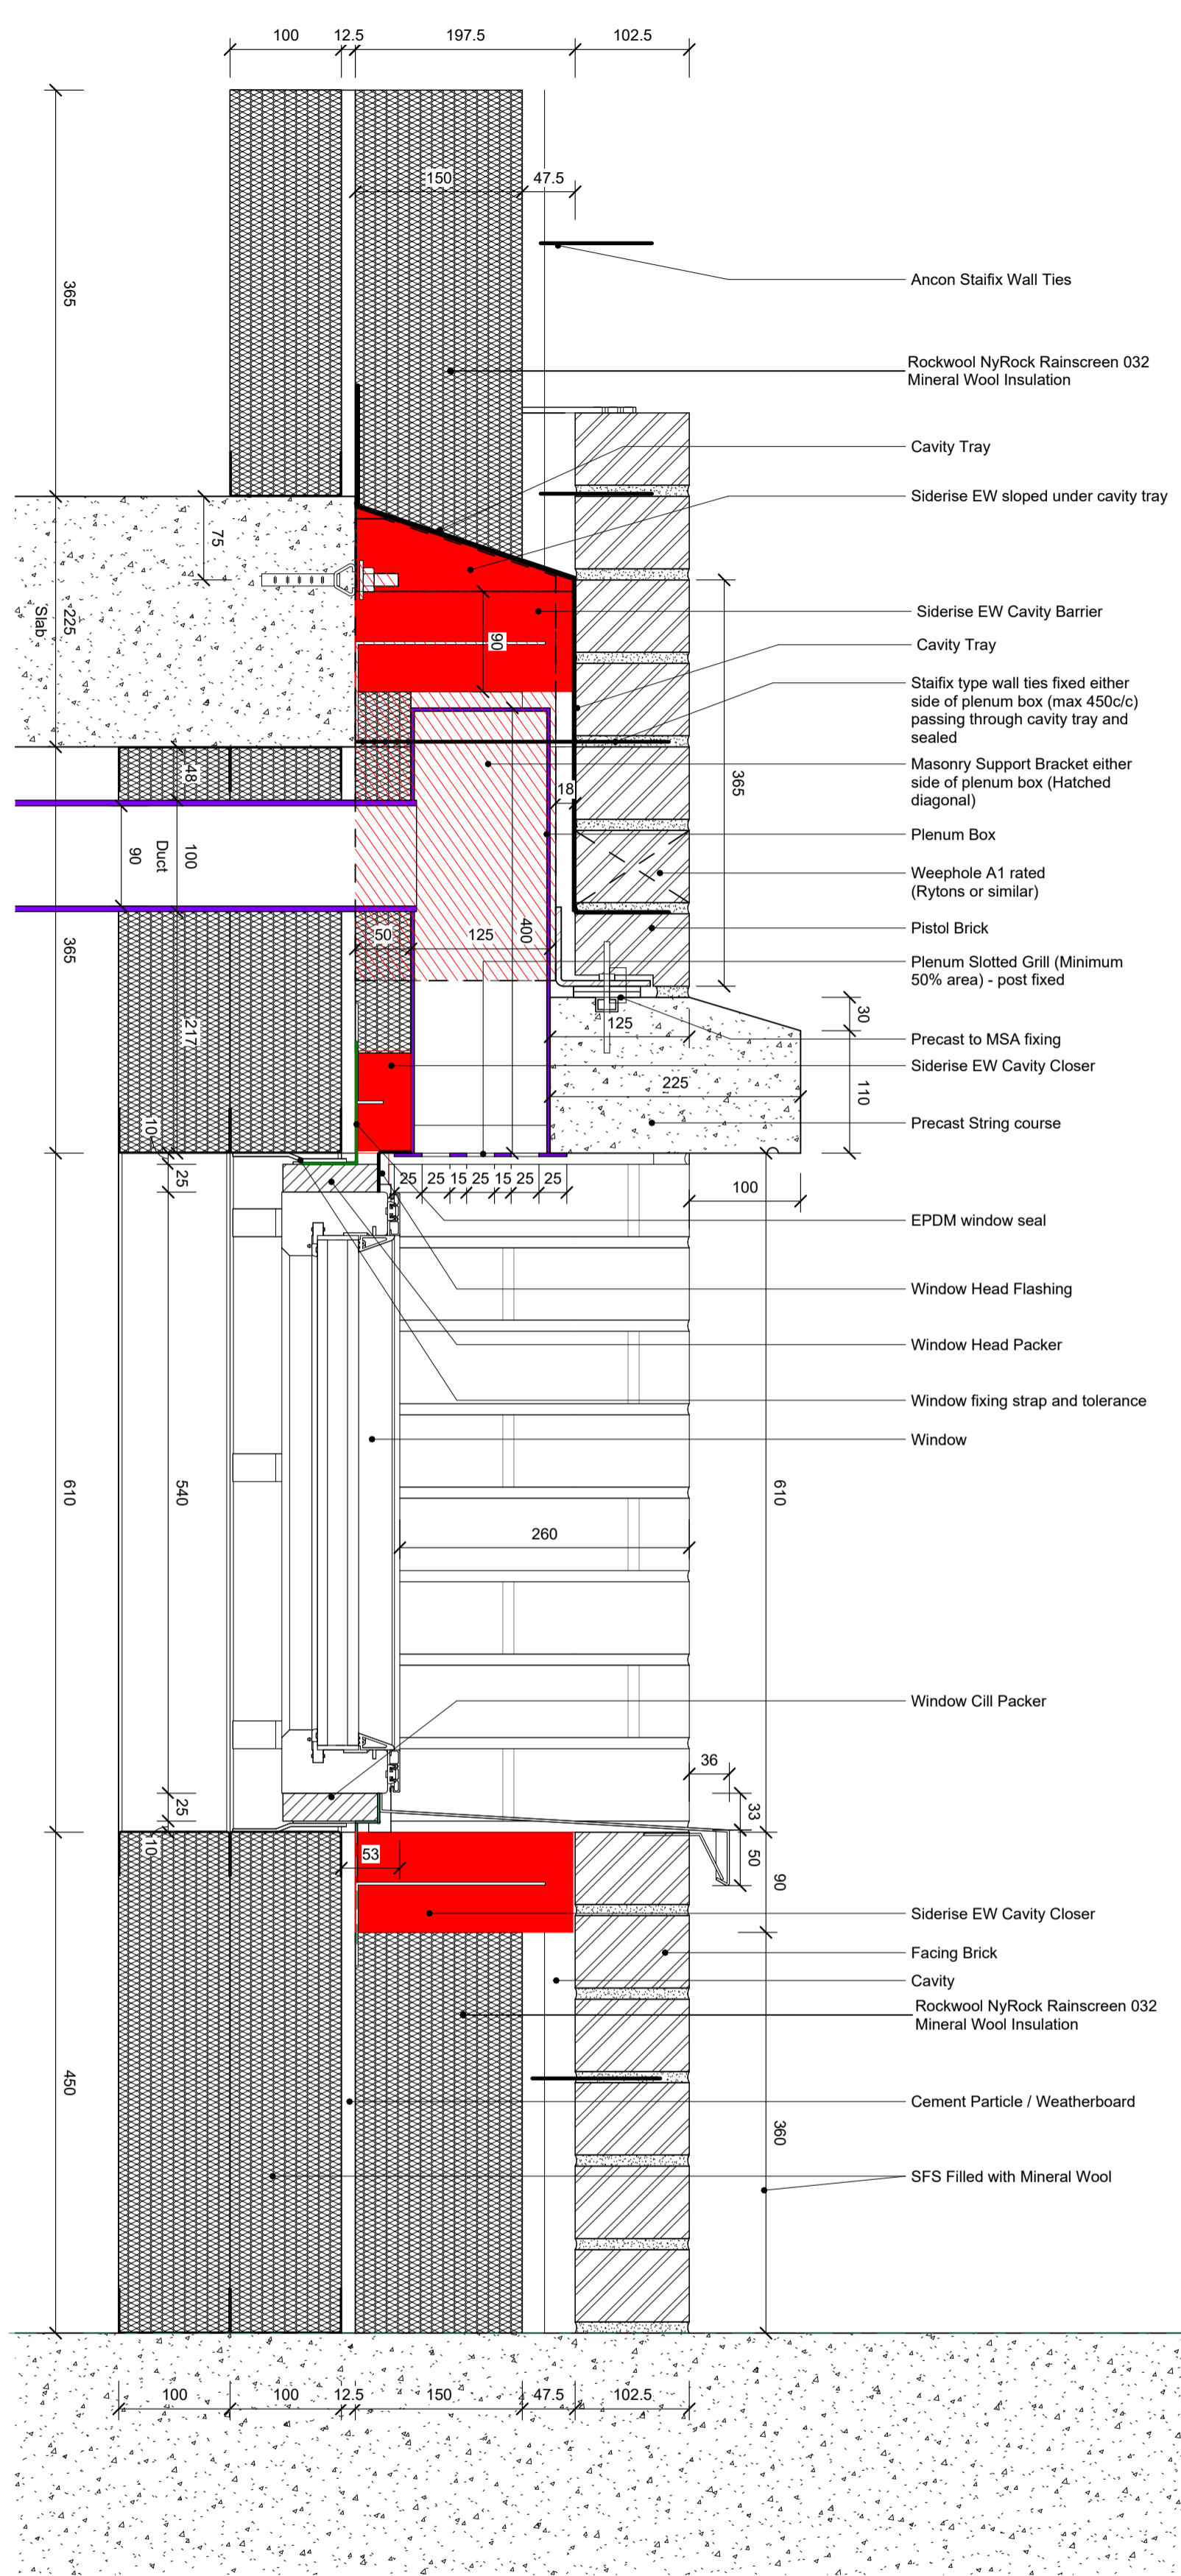 100
12.5
197.5
102.5
150
47.5
Ancon Staifix Wall Ties
365
Rockwool NyRock Rainscreen 032
Mineral Wool Insulation
Cavity Tray
Siderise EW sloped under cavity tray
75
225
'Slab'
90
Siderise EW Cavity Barrier
Cavity Tray
Staifix type wall ties fixed either
side of plenum box (max 450c/c)
passing through cavity tray and
sealed
48
18
365
Masonry Support Bracket either
side of plenum box (Hatched
diagonal)
Plenum Box
90
Duct
100
Weephole A1 rated
(Rytons or similar)
Pistol Brick
365
50
125
400
Plenum Slotted Grill (Minimum
50% area) - post fixed
217
125
30
Precast to MSA fixing
Siderise EW Cavity Closer
225
110
Precast String course
10
25
25
25
15
25
15
25
25
100
EPDM window seal
Window Head Flashing
Window Head Packer
Window fixing strap and tolerance
Window
610
540
610
260
Window Cill Packer
36
25
33
10
53
50
90
Siderise EW Cavity Closer
Facing Brick
Cavity
Rockwool NyRock Rainscreen 032
Mineral Wool Insulation
450
Cement Particle / Weatherboard
360
SFS Filled with Mineral Wool
100
100
12.5
150
47.5
102.5